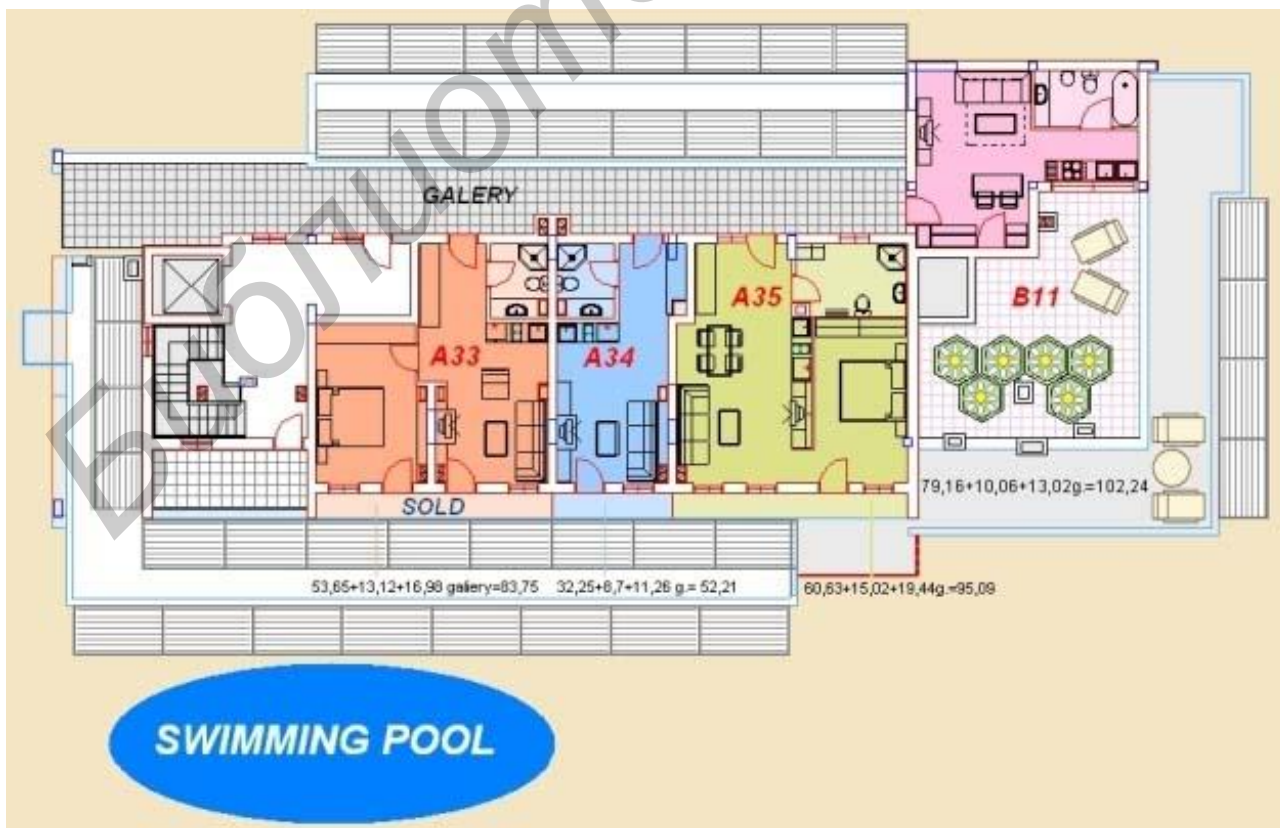 GALERY
A33
A34
A35
B11
SOLD
79,16+10,06+13,02g.=102,24
53,65+13,12+16,98 galiery=83,75
32,25+8,7+11,26 g.= 52,21
60,63+15,02+19,44g.=95,09
SWIMMING POOL